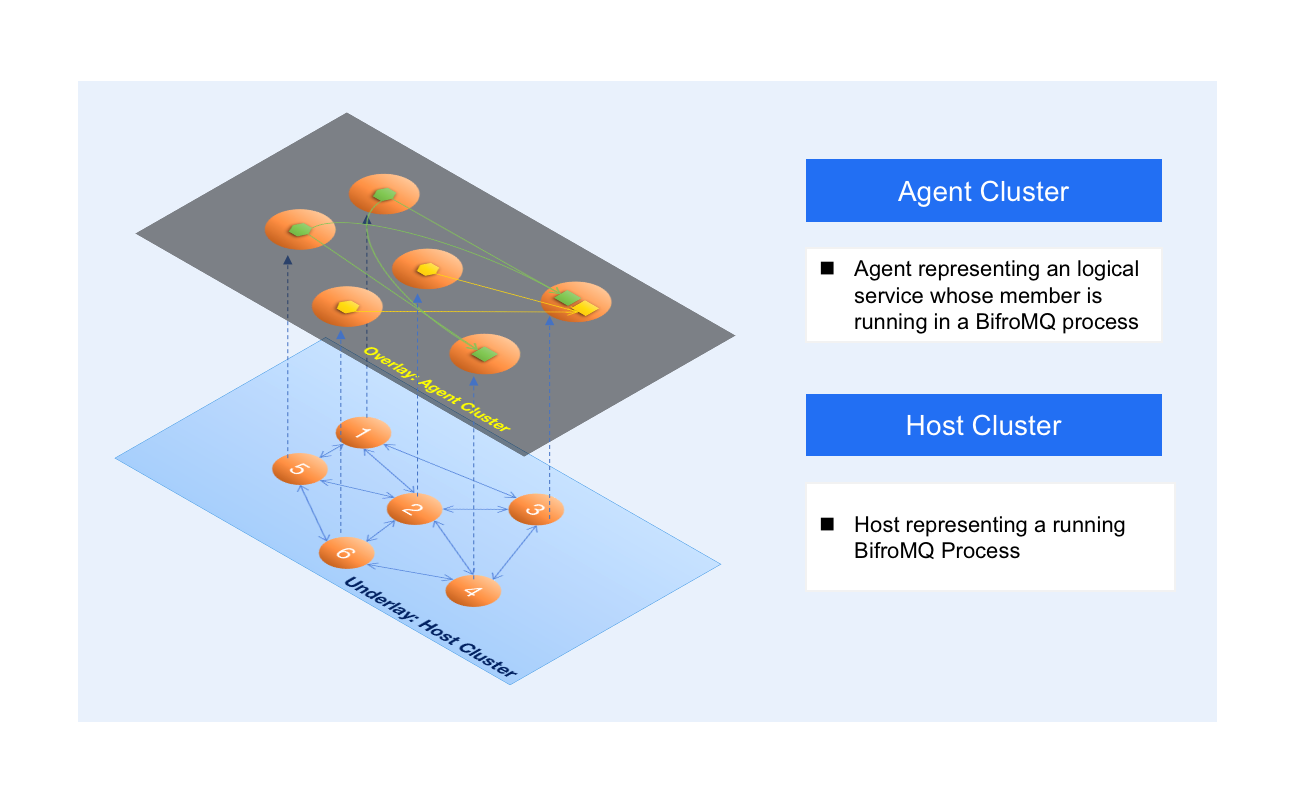 Overlay: Agent Cluster
1
5
2
3
6
4
Underlay: Host Cluster
Agent Cluster
Agent representing an logical
service whose member is
running in a BifroMQ process
Host Cluster
Host representing a running
BifroMQ Process